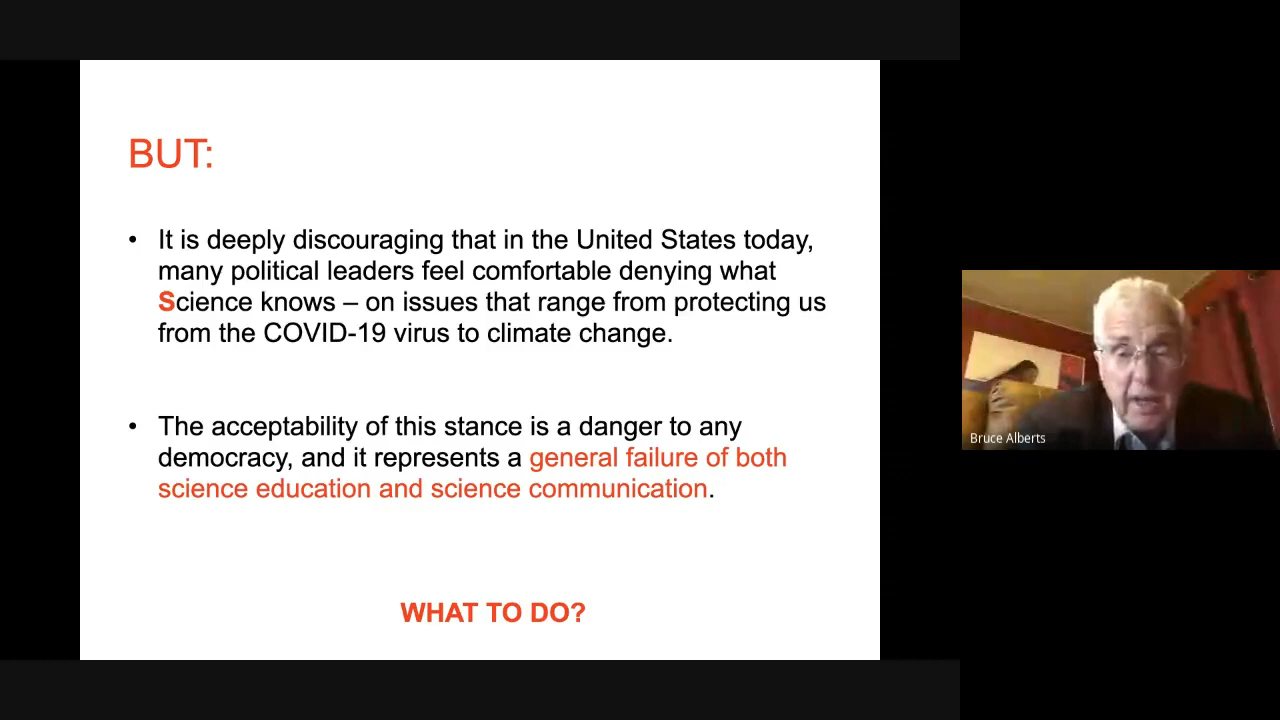 BUT:
• It is deeply discouraging that in the United States today,
many political leaders feel comfortable denying what
Science knows – on issues that range from protecting us
from the COVID-19 virus to climate change.
• The acceptability of this stance is a danger to any
democracy, and it represents a general failure of both
science education and science communication.
WHAT TO DO?
Bruce Alberts